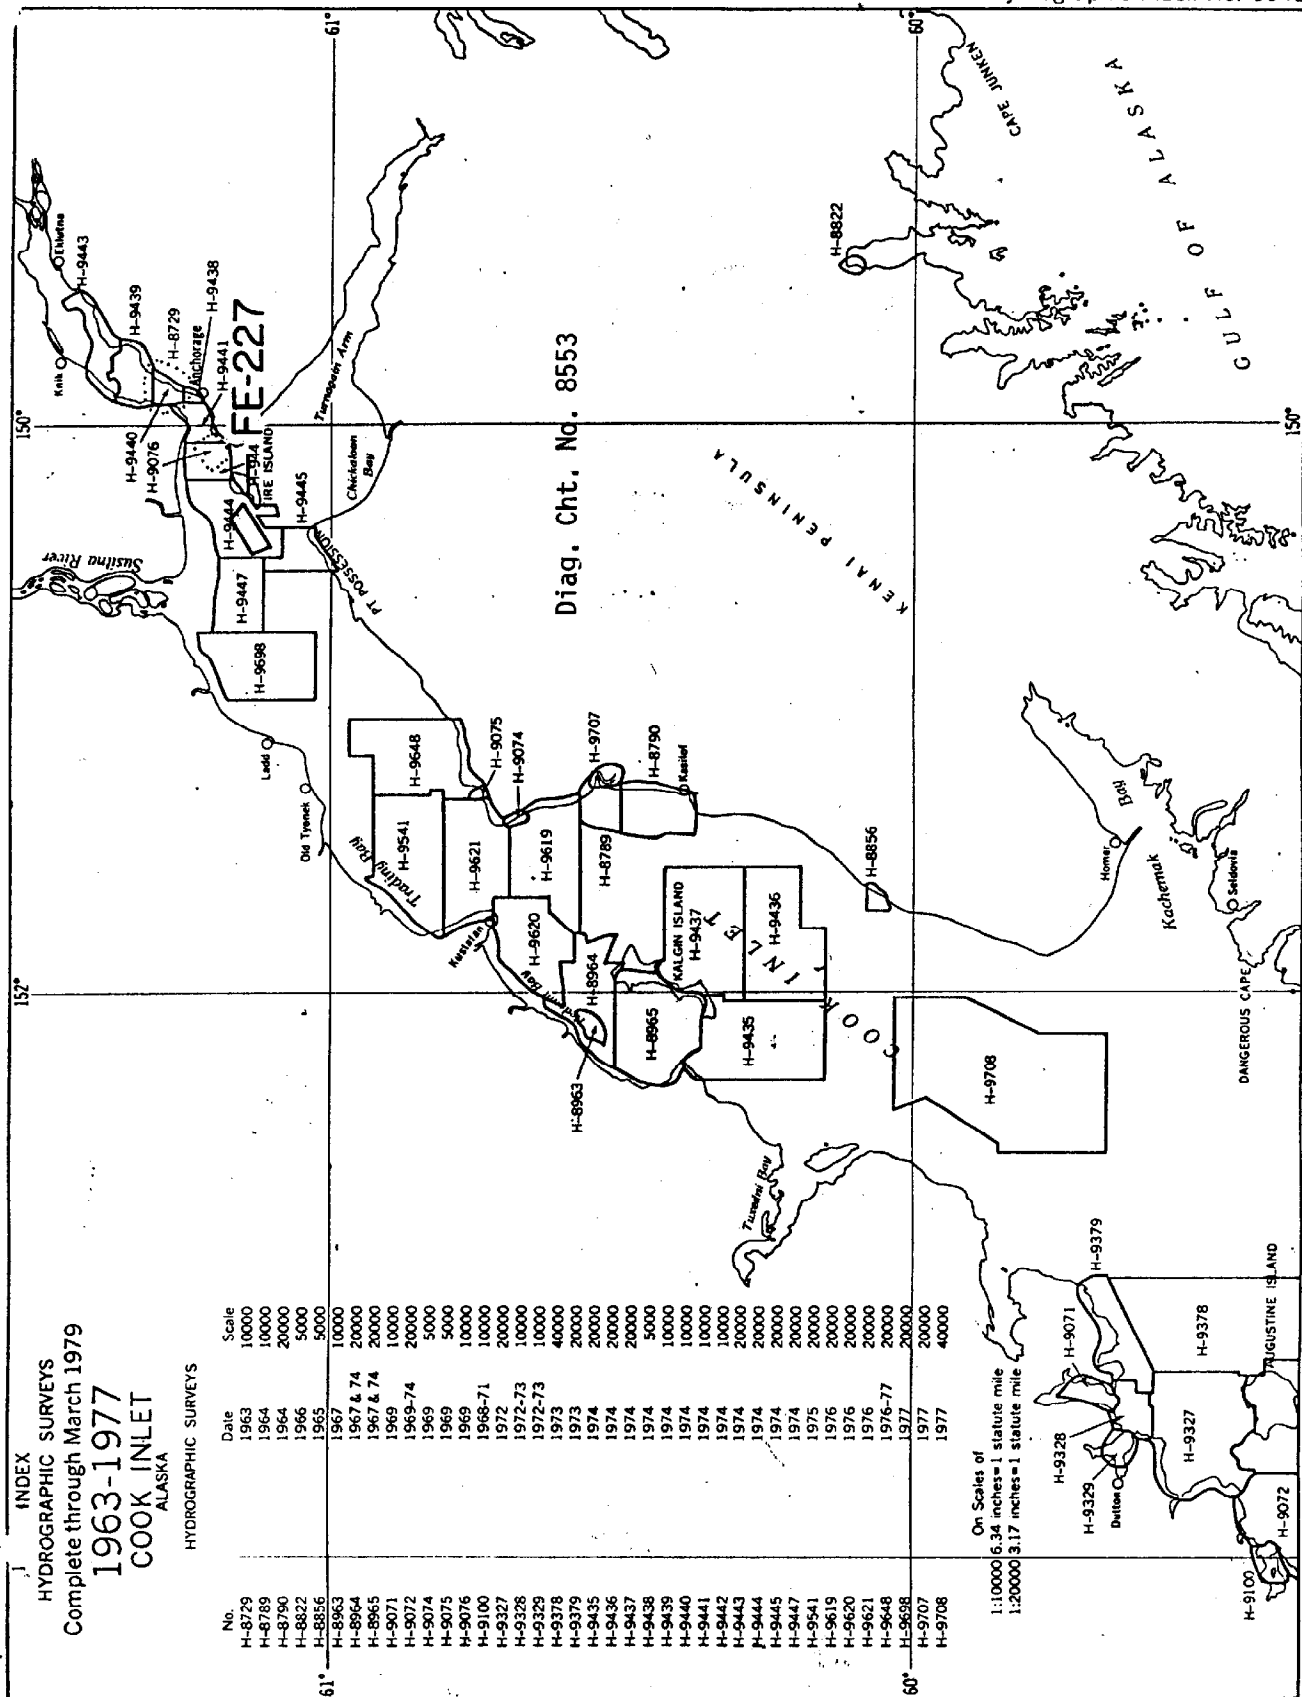 INDEX
HYDROGRAPHIC SURVEYS
Complete through March 1979
1963-1977
COOK INLET
ALASKA
HYDROGRAPHIC SURVEYS
No. Date Scale
H-8729 1963 10000
H-8789 1964 10000
H-8790 1964 20000
H-8822 1966 5000
H-8856 1965 5000
H-8963 1967 10000
H-8964 1967 & 74 20000
H-8965 1967 & 74 20000
H-9071 1969 10000
H-9072 1969-74 20000
H-9074 1969 5000
H-9075 1969 5000
H-9076 1969 10000
H-9100 1968-71 10000
H-9327 1972 20000
H-9328 1972-73 10000
H-9329 1972-73 10000
H-9378 1973 40000
H-9379 1973 20000
H-9435 1974 20000
H-9436 1974 20000
H-9437 1974 20000
H-9438 1974 5000
H-9439 1974 10000
H-9440 1974 10000
H-9441 1974 10000
H-9442 1974 10000
H-9443 1974 10000
H-9444 1974 20000
H-9445 1974 20000
H-9447 1974 20000
H-9541 1975 20000
H-9619 1976 20000
H-9620 1976 20000
H-9621 1976 20000
H-9648 1976-77 20000
H-9698 1977 20000
H-9707 1977 20000
H-9708 1977 40000
On Scales of
1:10000 6.34 inches=1 statute mile
1:20000 3.17 inches=1 statute mile
152°
150°
150°
61°
61°
60°
60°
Susitna River
Knik
Eklutna
H-9443
H-9439
H-8729
H-9438
Anchorage
H-9441
FE-227
H-9440
H-9076
H-944
FIRE ISLAND
H-9444
H-9445
H-9447
H-9698
PT POSSESSION
Chickaloon
Bay
Turnagain Arm
Ladd
Old Tyonek
Trading Bay
H-9648
H-9541
H-9075
H-9074
H-9621
H-9619
H-9620
Kustatan
H-9707
H-8790
Kasilof
H-8789
Redoubt Bay
H-8964
H-8963
H-8965
KALGIN ISLAND
H-9437
H-9436
H-9435
COOK INLET
H-8856
H-9708
Diag. Cht. No. 8553
KENAI PENINSULA
H-8822
CAPE JUNKEN
GULF OF ALASKA
Tuxedni Bay
Homer
Kachemak
Bay
Seldovia
DANGEROUS CAPE
H-9379
H-9071
H-9378
H-9328
H-9329
Dutton
H-9327
AUGUSTINE ISLAND
H-9072
H-9100